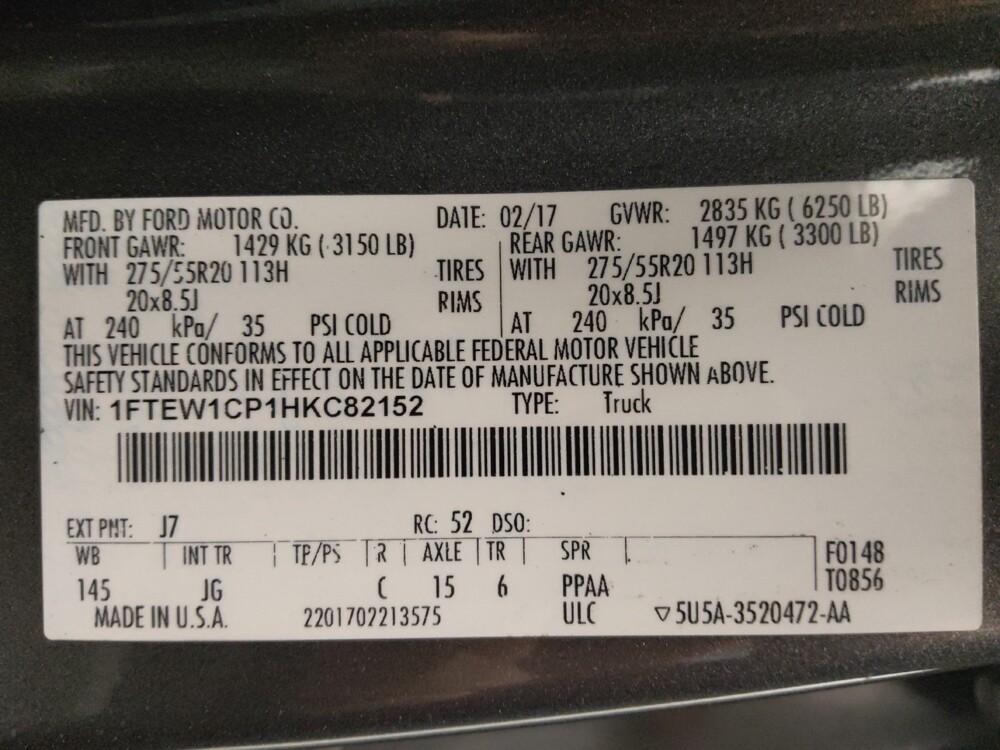 MFD. BY FORD MOTOR CO. DATE: 02/17 GVWR: 2835 KG ( 6250 LB)
FRONT GAWR: 1429 KG ( 3150 LB) REAR GAWR: 1497 KG ( 3300 LB)
WITH 275/55R20 113H TIRES WITH 275/55R20 113H TIRES
20x8.5J RIMS 20x8.5J RIMS
AT 240 kPa/ 35 PSI COLD AT 240 kPa/ 35 PSI COLD
THIS VEHICLE CONFORMS TO ALL APPLICABLE FEDERAL MOTOR VEHICLE
SAFETY STANDARDS IN EFFECT ON THE DATE OF MANUFACTURE SHOWN ABOVE.
VIN: 1FTEW1CP1HKC82152 TYPE: Truck
EXT PNT: J7 RC: 52 DSO:
WB INT TR TP/PS R AXLE TR SPR F0148
145 JG C 15 6 PPAA T0856
MADE IN U.S.A. 2201702213575 ULC ▽5U5A-3520472-AA